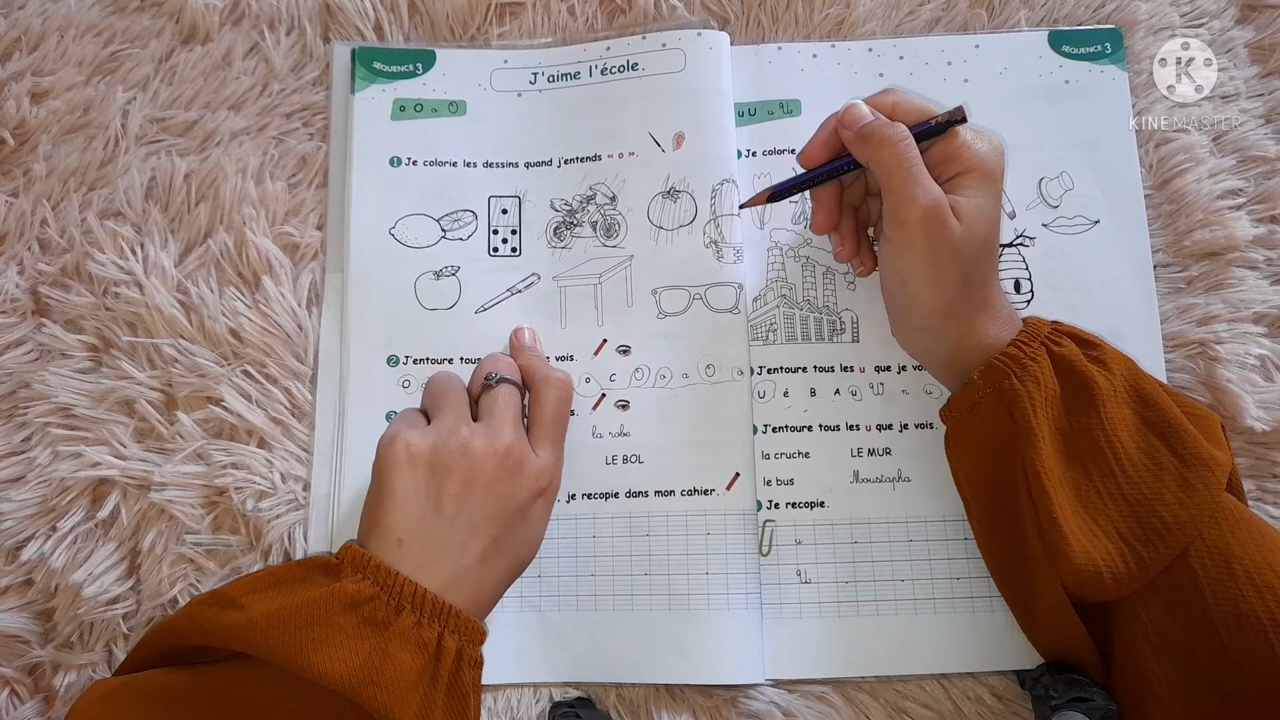 SÉQUENCE 3
J'aime l'école.
o O o O
1 Je colorie les dessins quand j'entends « o ».
2 J'entoure tous vois.
o c O a a O a
3 s.
la robe
LE BOL
, je recopie dans mon cahier.
SÉQUENCE 3
u U u U
Je colorie
J'entoure tous les u que je
U é B A u W n u
J'entoure tous les u que je vois.
la cruche LE MUR
le bus Moustapha
Je recopie.
U u
U
KINEMASTER